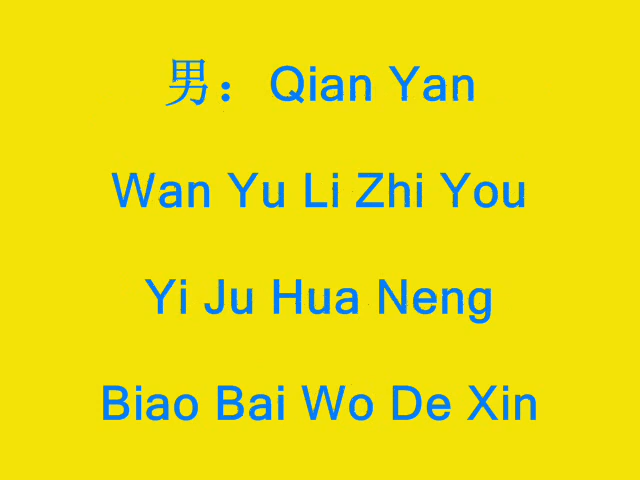 男：Qian Yan
Wan Yu Li Zhi You
Yi Ju Hua Neng
Biao Bai Wo De Xin